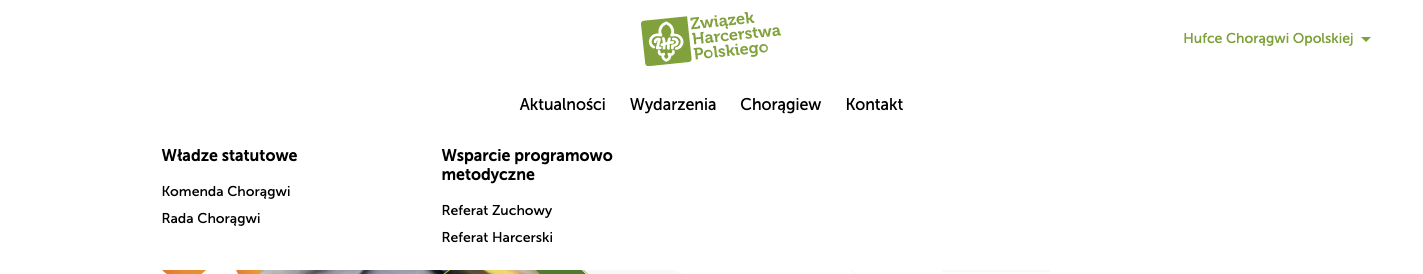 Związek
Harcerstwa
Polskiego
ZHP
Hufce Chorągwi Opolskiej
Aktualności Wydarzenia Chorągiew Kontakt
Władze statutowe
Komenda Chorągwi
Rada Chorągwi
Wsparcie programowo
metodyczne
Referat Zuchowy
Referat Harcerski